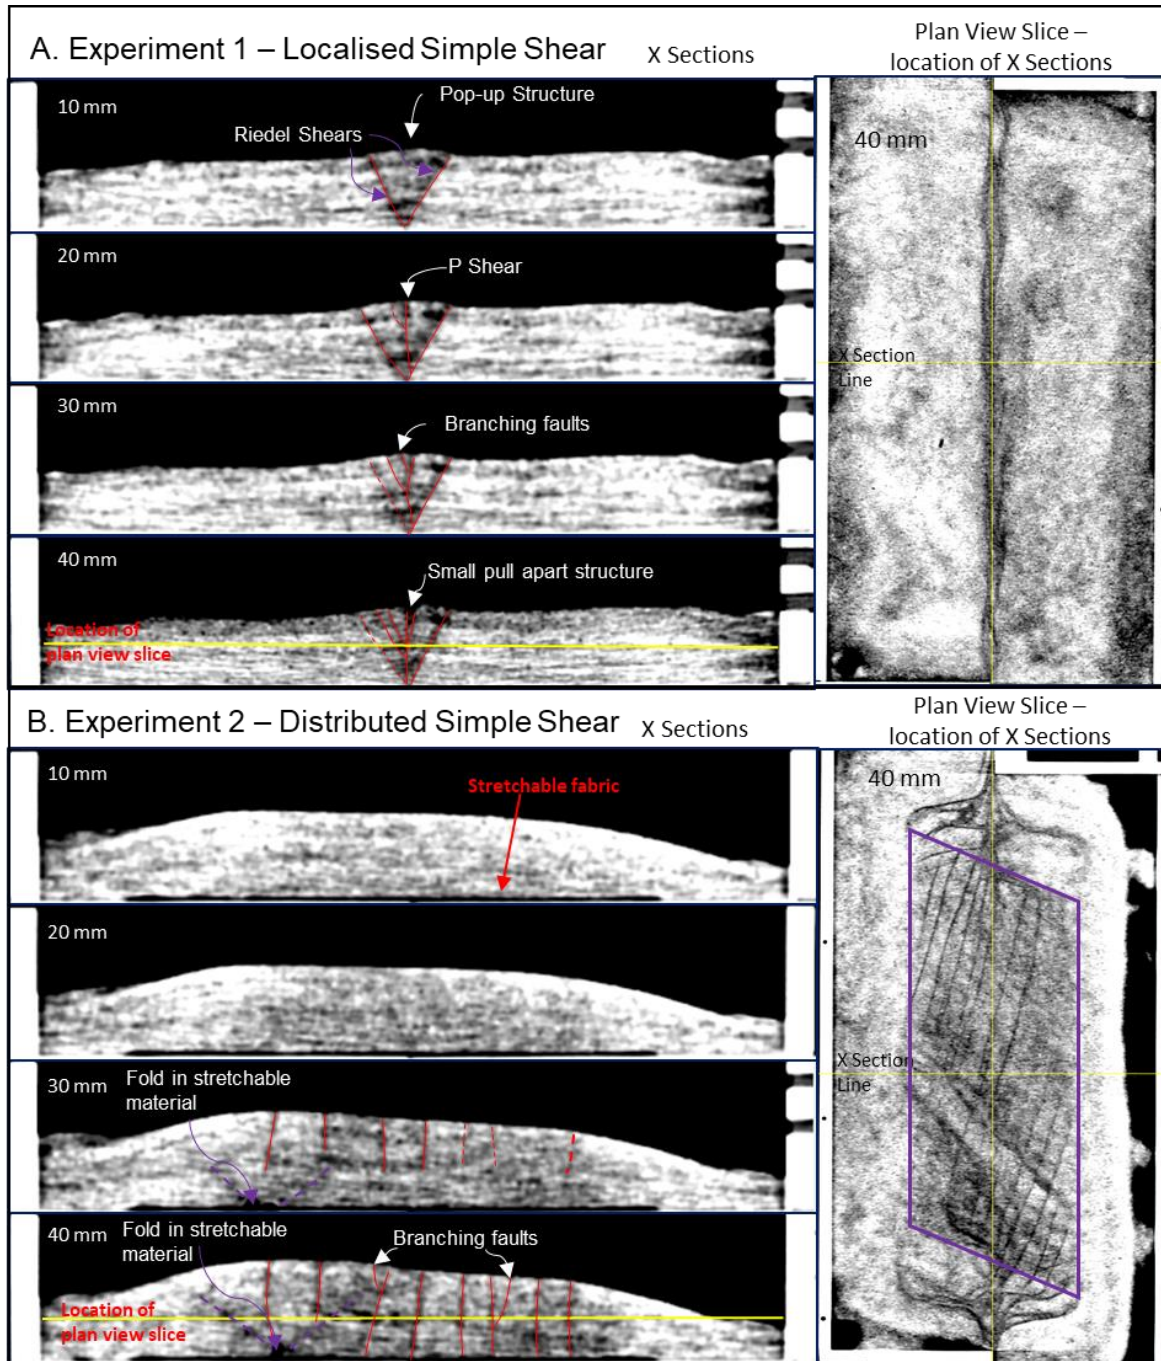 A. Experiment 1 – Localised Simple Shear
X Sections
Plan View Slice –
location of X Sections
10 mm
Pop-up Structure
Riedel Shears
20 mm
P Shear
30 mm
Branching faults
40 mm
Small pull apart structure
Location of
plan view slice
40 mm
X Section
Line
B. Experiment 2 – Distributed Simple Shear
X Sections
Plan View Slice –
location of X Sections
10 mm
Stretchable fabric
20 mm
30 mm
Fold in stretchable
material
40 mm
Fold in stretchable
material
Branching faults
Location of
plan view slice
40 mm
X Section
Line